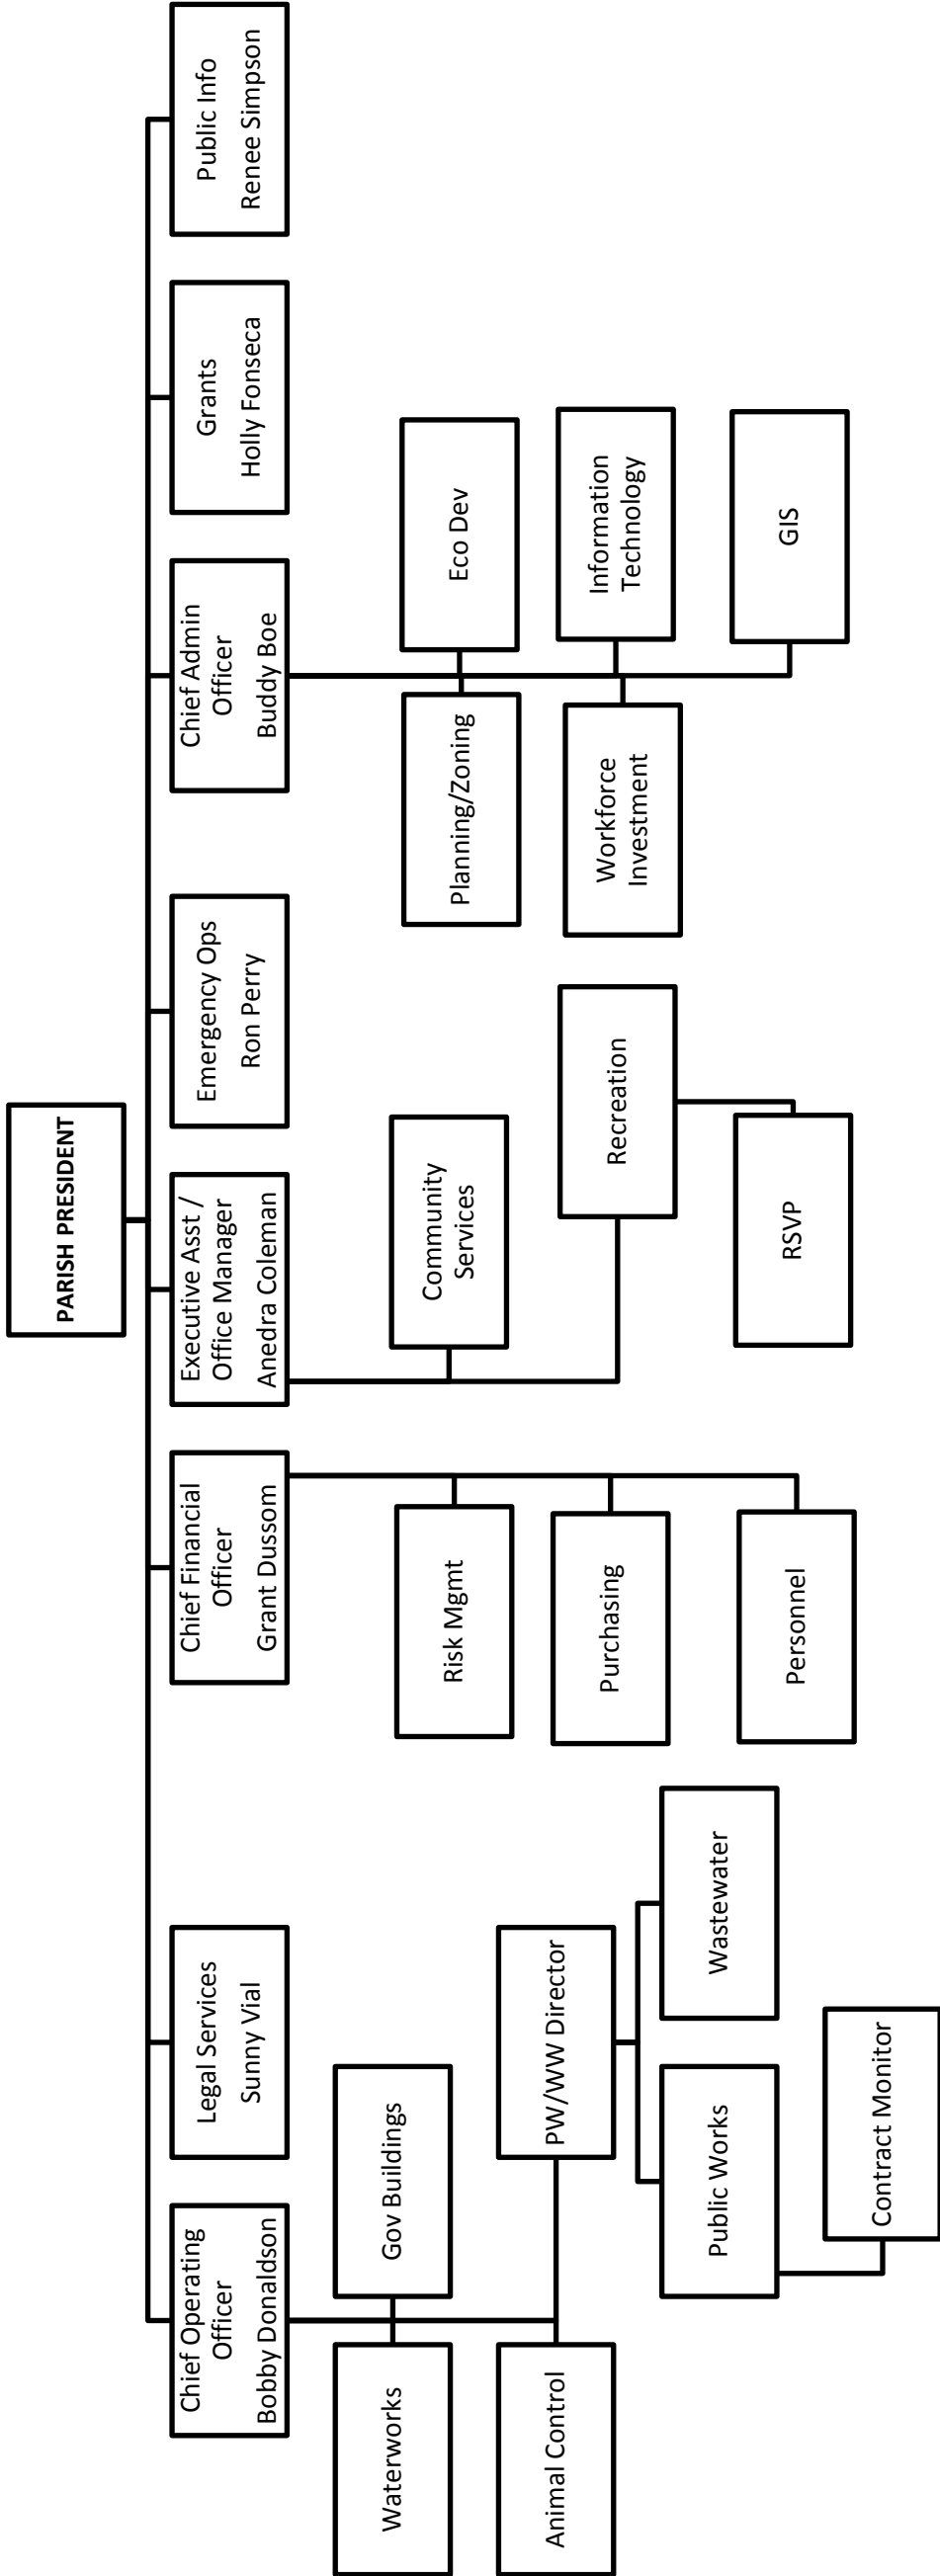 PARISH PRESIDENT
Chief Operating
Officer
Bobby Donaldson
Legal Services
Sunny Vial
Chief Financial
Officer
Grant Dussom
Executive Asst /
Office Manager
Anedra Coleman
Emergency Ops
Ron Perry
Chief Admin
Officer
Buddy Boe
Grants
Holly Fonseca
Public Info
Renee Simpson
Waterworks
Gov Buildings
Animal Control
PW/WW Director
Public Works
Wastewater
Contract Monitor
Risk Mgmt
Purchasing
Personnel
Community
Services
Recreation
RSVP
Planning/Zoning
Eco Dev
Workforce
Investment
Information
Technology
GIS